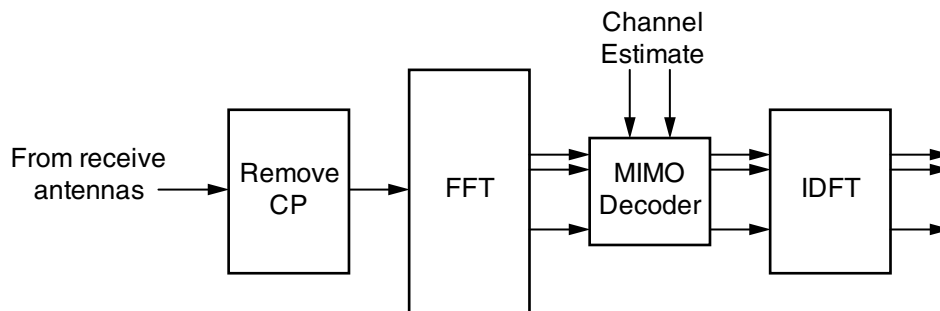 Channel
Estimate
From receive
antennas
Remove
CP
FFT
MIMO
Decoder
IDFT